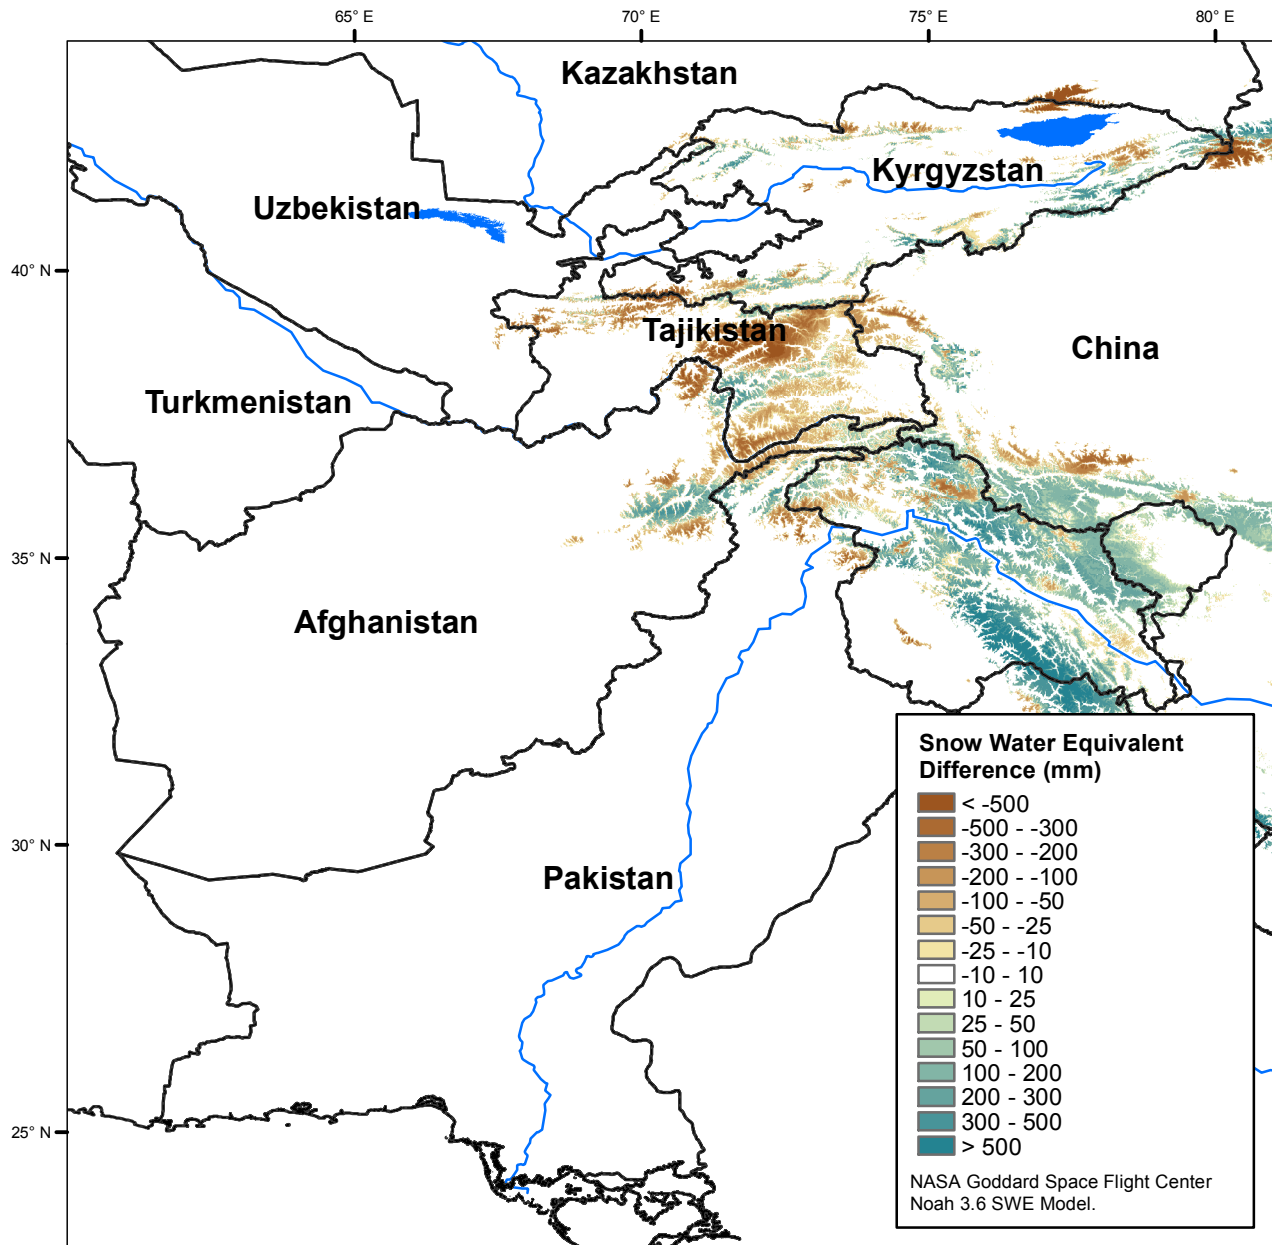 65° E
70° E
75° E
80° E
Kazakhstan
Kyrgyzstan
Uzbekistan
40° N
Tajikistan
China
Turkmenistan
35° N
Afghanistan
Snow Water Equivalent
Difference (mm)
< -500
-500 - -300
-300 - -200
-200 - -100
-100 - -50
-50 - -25
-25 - -10
-10 - 10
10 - 25
25 - 50
50 - 100
100 - 200
200 - 300
300 - 500
> 500
NASA Goddard Space Flight Center
Noah 3.6 SWE Model.
30° N
Pakistan
25° N